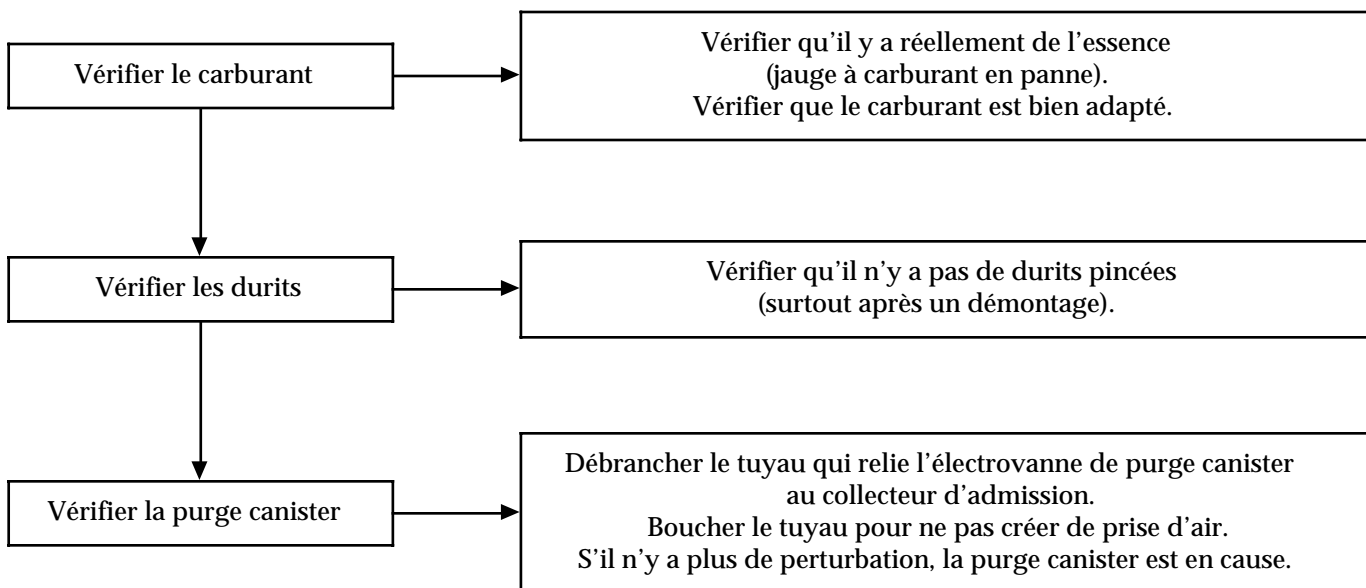 Vérifier le carburant
Vérifier qu’il y a réellement de l’essence
(jauge à carburant en panne).
Vérifier que le carburant est bien adapté.
Vérifier les durits
Vérifier qu’il n’y a pas de durits pincées
(surtout après un démontage).
Vérifier la purge canister
Débrancher le tuyau qui relie l’électrovanne de purge canister
au collecteur d’admission.
Boucher le tuyau pour ne pas créer de prise d’air.
S’il n’y a plus de perturbation, la purge canister est en cause.